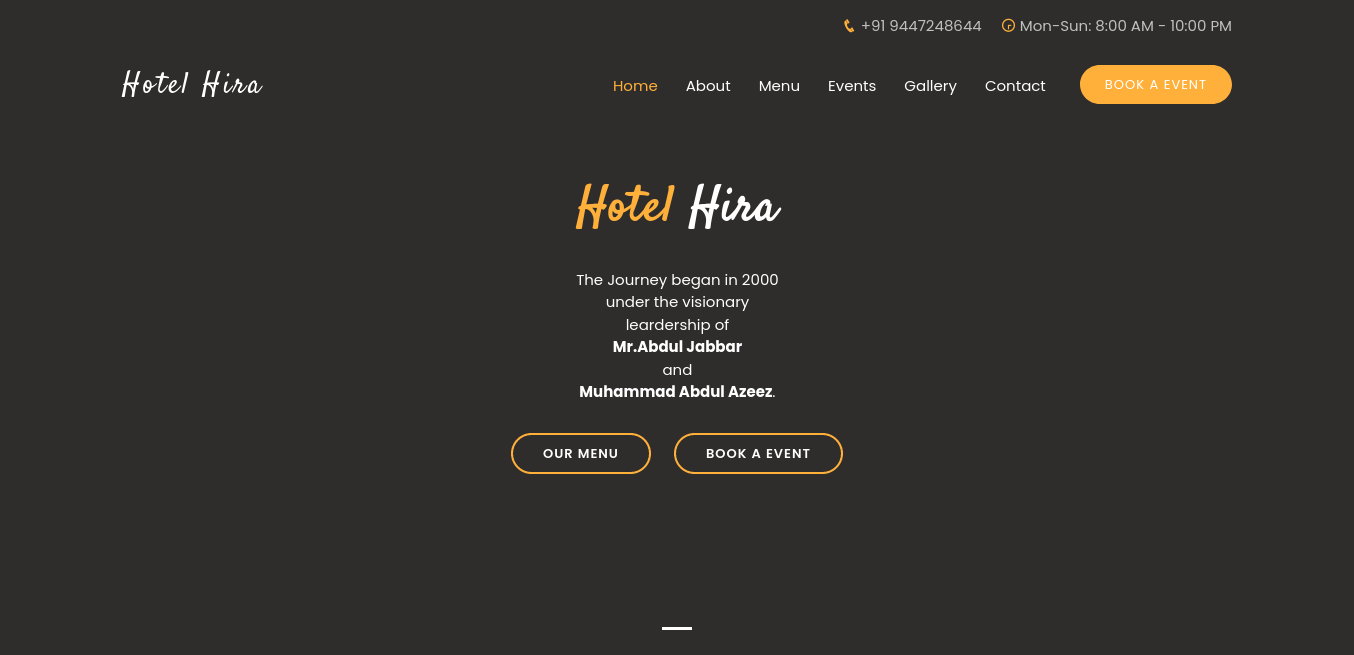 +91 9447248644 Mon-Sun: 8:00 AM - 10:00 PM
Hotel Hira Home About Menu Events Gallery Contact BOOK A EVENT
Hotel Hira
The Journey began in 2000
under the visionary
leardership of
Mr.Abdul Jabbar
and
Muhammad Abdul Azeez.
OUR MENU BOOK A EVENT